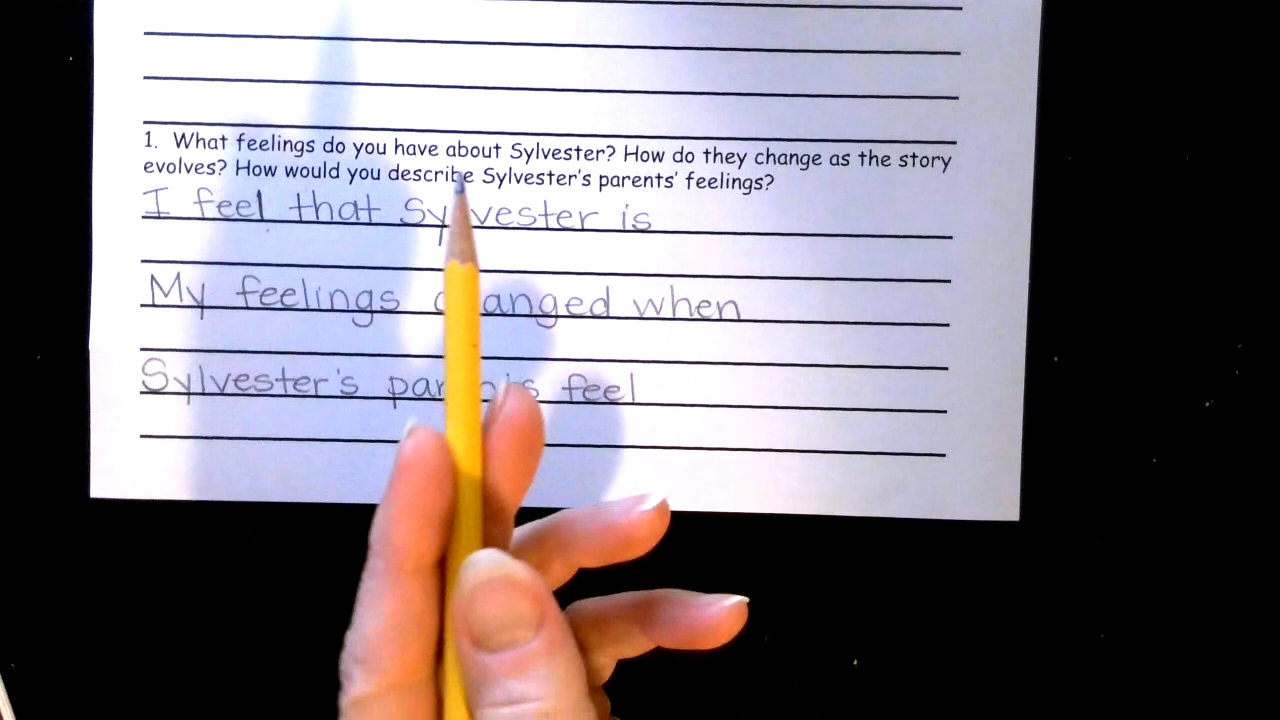 1. What feelings do you have about Sylvester? How do they change as the story
evolves? How would you describe Sylvester's parents' feelings?
I feel that Sylvester is
My feelings changed when
Sylvester's parents feel